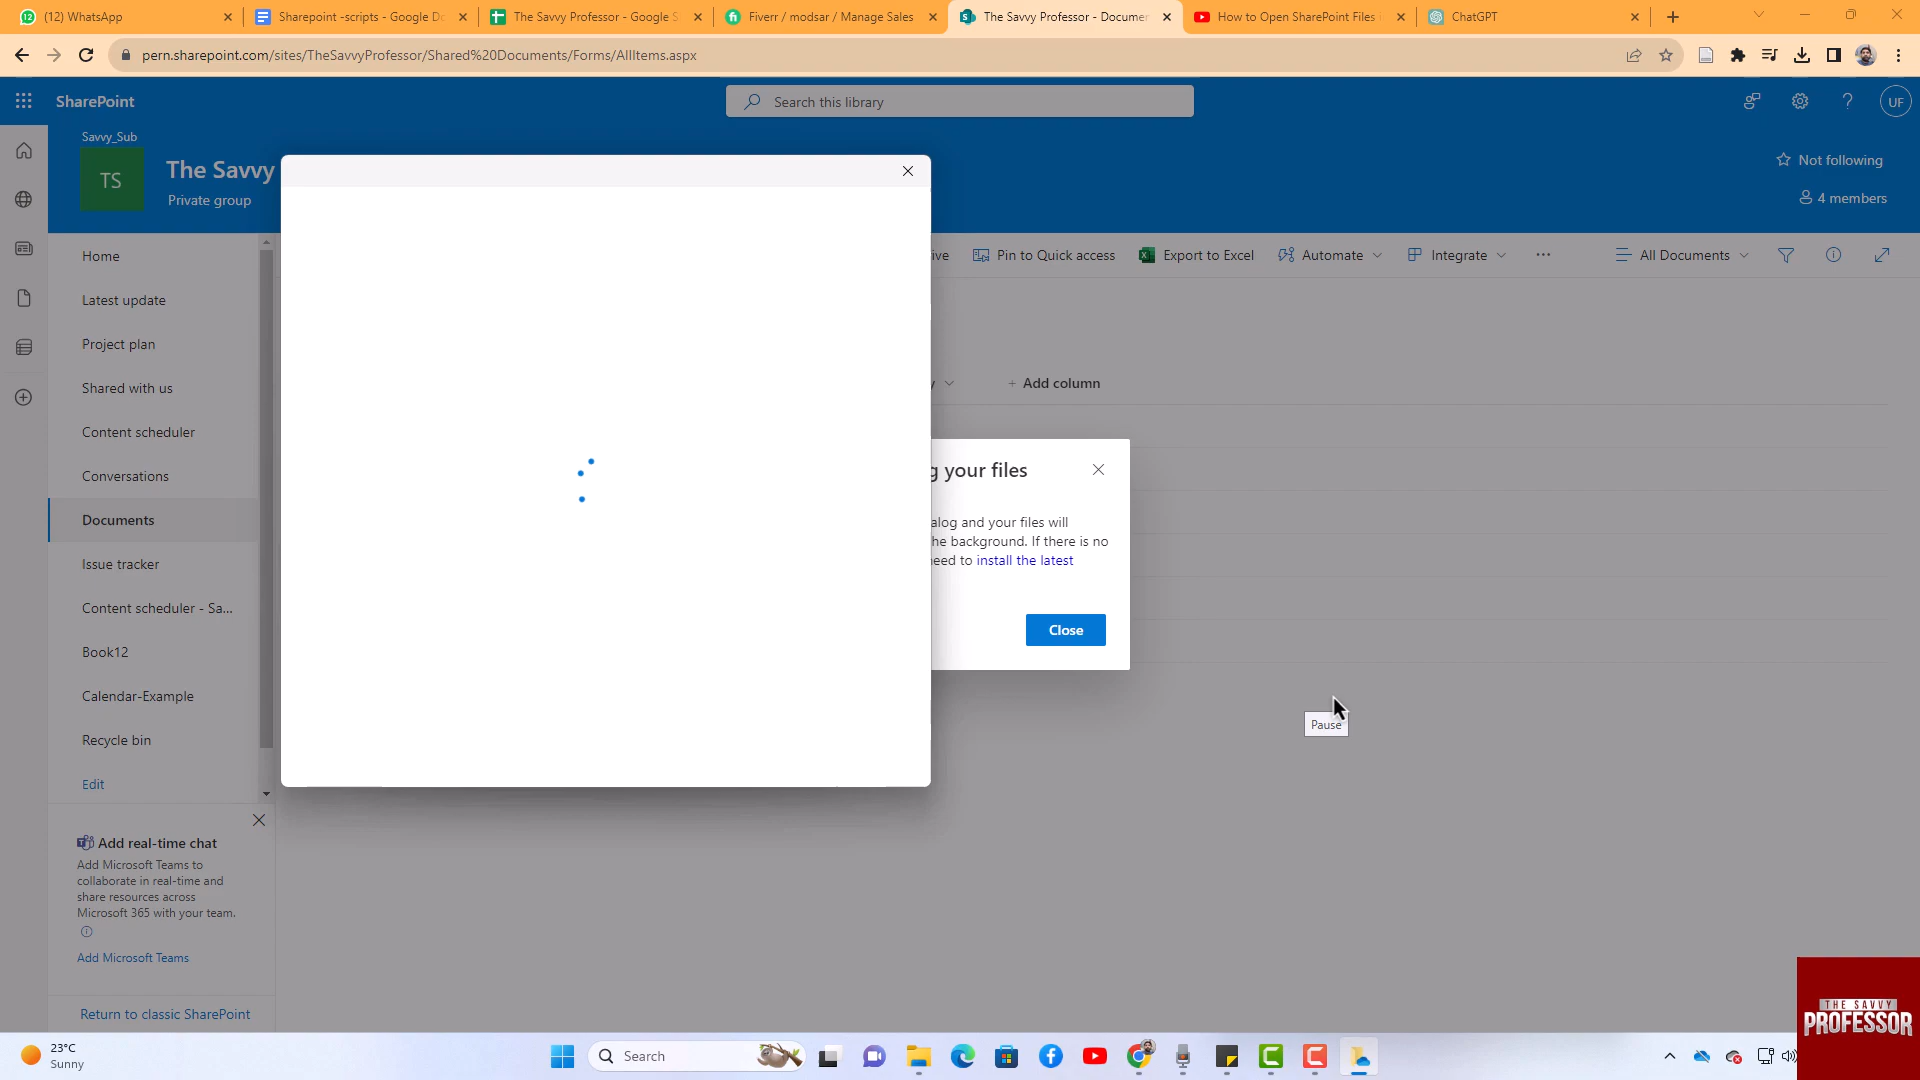 (12) WhatsApp
Sharepoint -scripts - Google Do
The Savvy Professor - Google S
Fiverr / modsar / Manage Sales
The Savvy Professor - Documen
How to Open SharePoint Files
ChatGPT
pern.sharepoint.com/sites/TheSavvyProfessor/Shared%20Documents/Forms/AllItems.aspx
SharePoint
Search this library
UF
Savvy_Sub
TS
The Savvy
Private group
Not following
4 members
Home
Latest update
Project plan
Shared with us
Content scheduler
Conversations
Documents
Issue tracker
Content scheduler - Sa...
Book12
Calendar-Example
Recycle bin
Edit
ive
Pin to Quick access
Export to Excel
Automate
Integrate
All Documents
y
+ Add column
g your files
alog and your files will
he background. If there is no
need to install the latest
Close
Pause
Add real-time chat
Add Microsoft Teams to
collaborate in real-time and
share resources across
Microsoft 365 with your team.
Add Microsoft Teams
Return to classic SharePoint
THE SAVVY
PROFESSOR
23°C
Sunny
Search